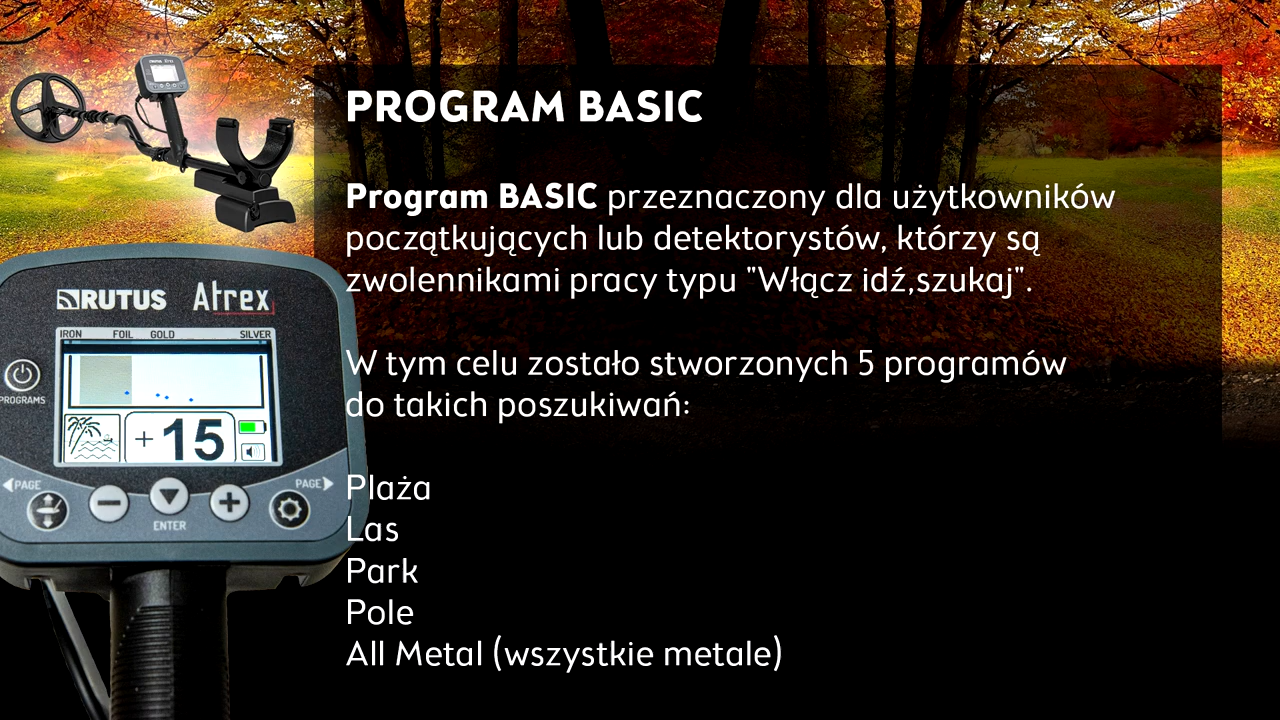 PROGRAM BASIC
Program BASIC przeznaczony dla użytkowników
początkujących lub detektorystów, którzy są
zwolennikami pracy typu "Włącz idź,szukaj".
W tym celu zostało stworzonych 5 programów
do takich poszukiwań:
Plaża
Las
Park
Pole
All Metal (wszystkie metale)
RUTUS Atrex
RUTUS Atrex
IRON FOIL GOLD SILVER
PROGRAMS
+15
PAGE PAGE
ENTER